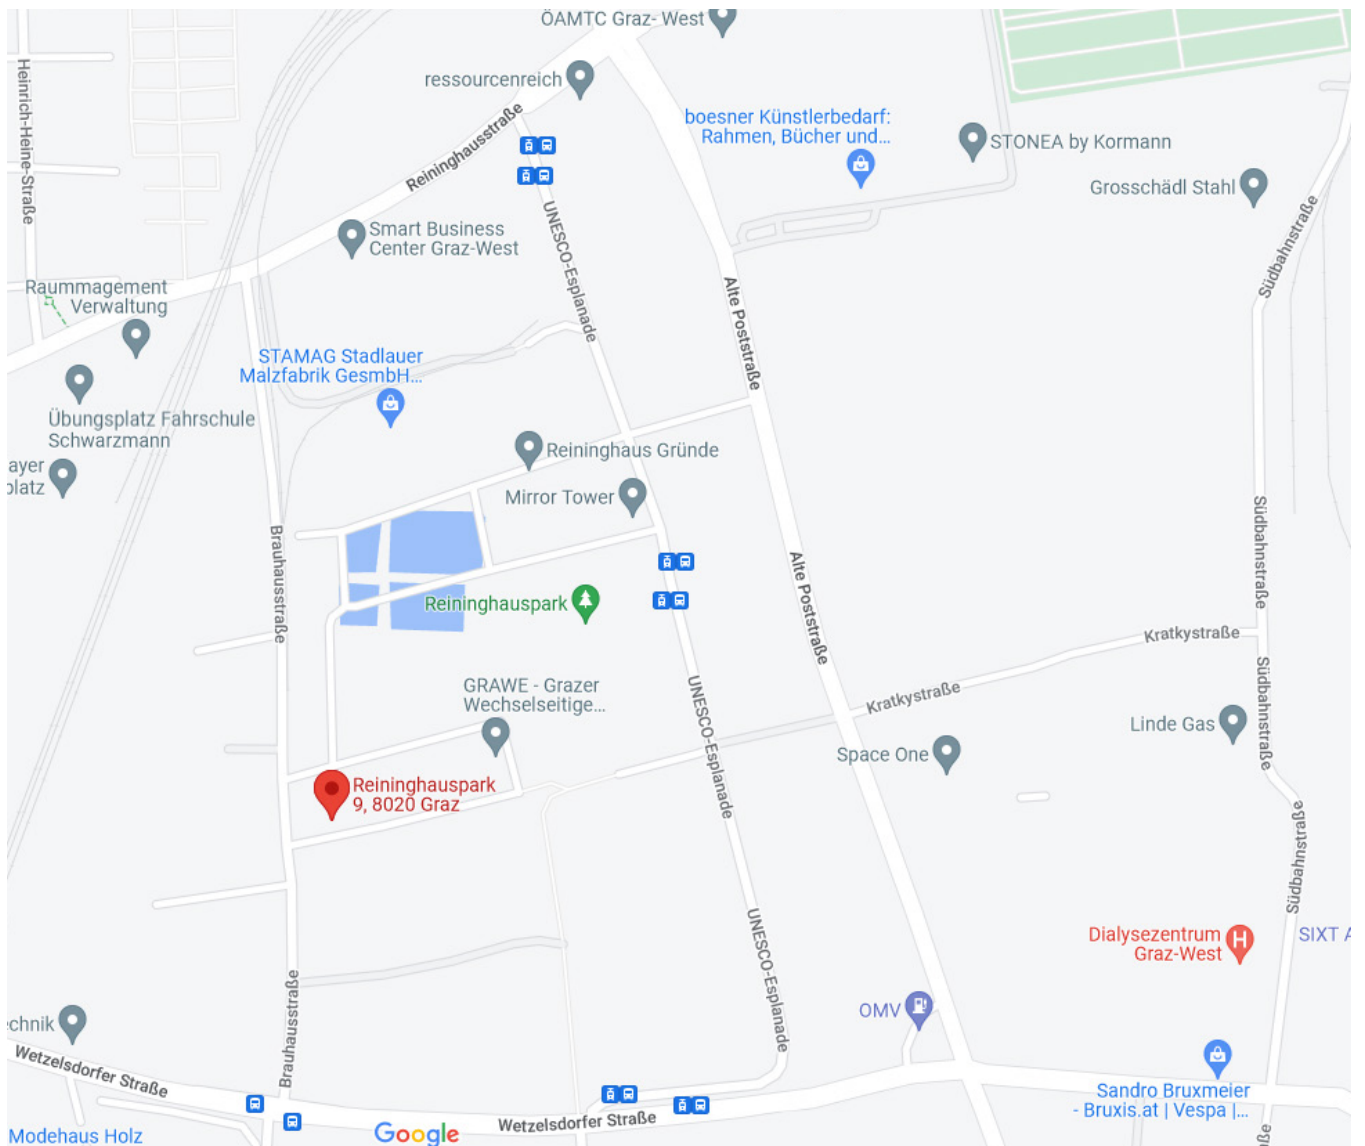 ÖAMTC Graz- West
ressourcenreich
Heinrich-Heine-Straße
Reininghausstraße
boesner Künstlerbedarf:
Rahmen, Bücher und...
STONEA by Kormann
Grosschädl Stahl
Smart Business
Center Graz-West
UNESCO-Esplanade
Südbahnstraße
Raummagement
Verwaltung
Alte Poststraße
STAMAG Stadlauer
Malzfabrik GesmbH...
Übungsplatz Fahrschule
Schwarzmann
ayer
olatz
Reininghaus Gründe
Mirror Tower
Brauhausstraße
Südbahnstraße
Alte Poststraße
Reininghauspark
Kratkystraße
Südbahnstraße
GRAWE - Grazer
Wechselseitige...
UNESCO-Esplanade
Kratkystraße
Linde Gas
Space One
Reininghauspark
9, 8020 Graz
Südbahnstraße
UNESCO-Esplanade
Dialysezentrum
Graz-West
H
SIXT A
OMV
echnik
Brauhausstraße
Wetzelsdorfer Straße
Wetzelsdorfer Straße
Sandro Bruxmeier
- Bruxis.at | Vespa |...
Modehaus Holz
Google
ße